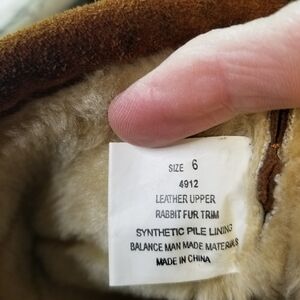 SIZE 6
4912
LEATHER UPPER
RABBIT FUR TRIM
SYNTHETIC PILE LINING
BALANCE MAN MADE MATERIALS
MADE IN CHINA